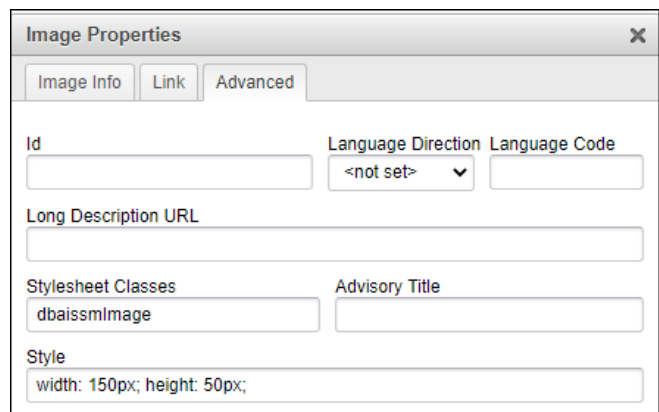 Image Properties
Image Info Link Advanced
Id Language Direction Language Code
<not set>
Long Description URL
Stylesheet Classes Advisory Title
dbaissmImage
Style
width: 150px; height: 50px;